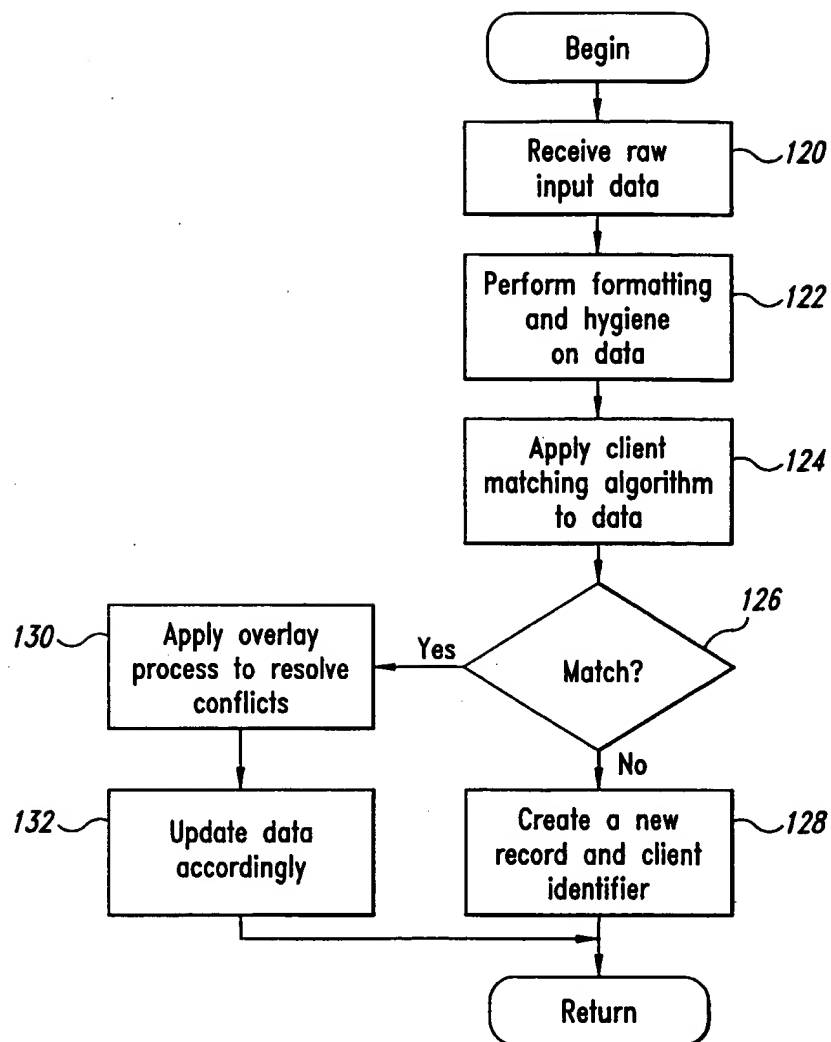 Begin
Receive raw
input data
120
Perform formatting
and hygiene
on data
122
Apply client
matching algorithm
to data
124
126
Match?
Yes
No
130
Apply overlay
process to resolve
conflicts
132
Update data
accordingly
Create a new
record and client
identifier
128
Return